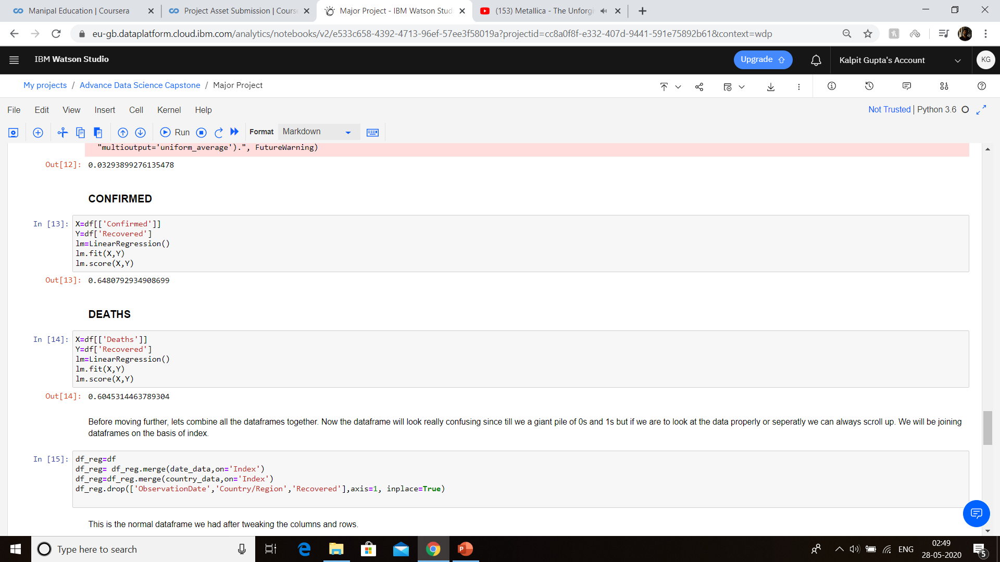 Manipal Education | Coursera
Project Asset Submission | Cours
Major Project - IBM Watson Stud
(153) Metallica - The Unforgi
eu-gb.dataplatform.cloud.ibm.com/analytics/notebooks/v2/e533c658-4392-4713-96ef-57ee3f58019a?projectid=cc8a0f8f-e332-407d-9441-591e75892b61&context=wdp
IBM Watson Studio
Upgrade
Kalpit Gupta's Account
KG
My projects / Advance Data Science Capstone / Major Project
File Edit View Insert Cell Kernel Help
Not Trusted | Python 3.6
Run
Format
Markdown
"multioutput='uniform_average').", FutureWarning)
Out[12]: 0.03293899276135478
CONFIRMED
In [13]: X=df[['Confirmed']]
Y=df['Recovered']
lm=LinearRegression()
lm.fit(X,Y)
lm.score(X,Y)
Out[13]: 0.6480792934908699
DEATHS
In [14]: X=df[['Deaths']]
Y=df['Recovered']
lm=LinearRegression()
lm.fit(X,Y)
lm.score(X,Y)
Out[14]: 0.6045314463789304
Before moving further, lets combine all the dataframes together. Now the dataframe will look really confusing since till we a giant pile of 0s and 1s but if we are to look at the data properly or seperatly we can always scroll up. We will be joining
dataframes on the basis of index.
In [15]: df_reg=df
df_reg= df_reg.merge(date_data,on='Index')
df_reg=df_reg.merge(country_data,on='Index')
df_reg.drop(['ObservationDate','Country/Region','Recovered'],axis=1, inplace=True)
This is the normal dataframe we had after tweaking the columns and rows.
Type here to search
ENG
02:49
28-05-2020
5